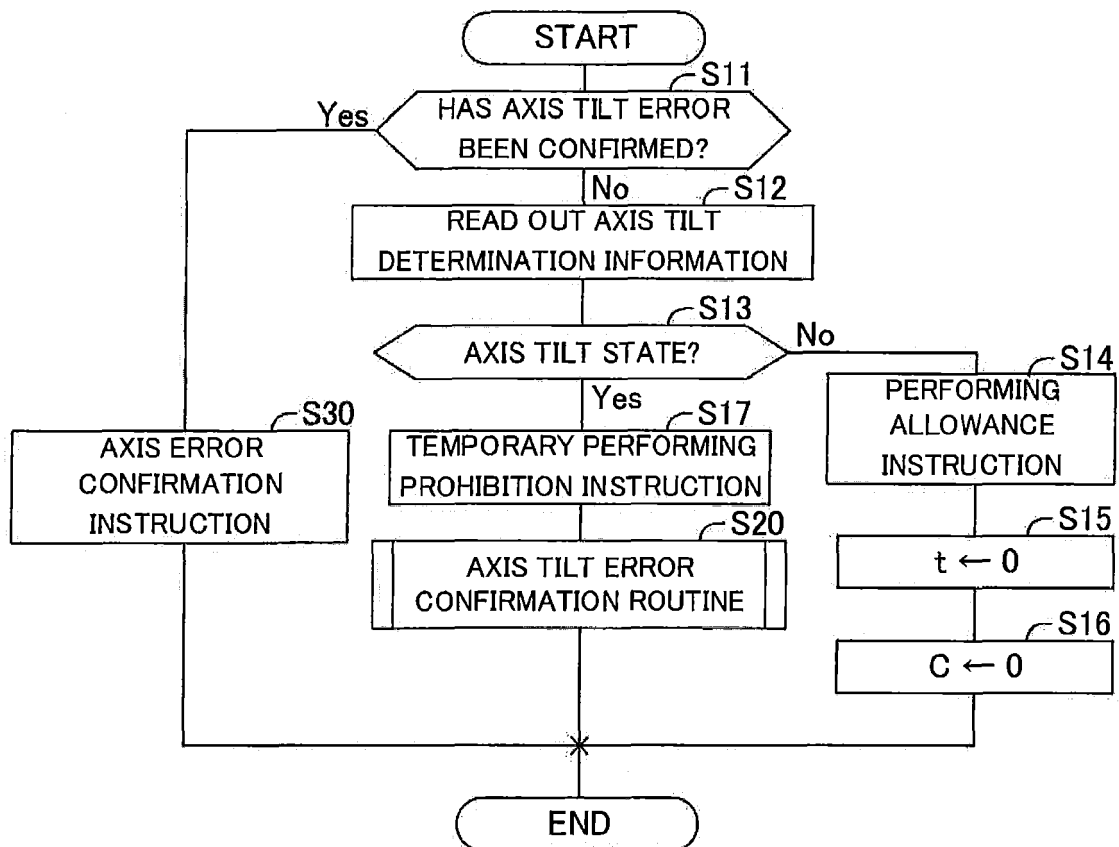 START
S11
HAS AXIS TILT ERROR
BEEN CONFIRMED?
Yes
No
S12
READ OUT AXIS TILT
DETERMINATION INFORMATION
S13
AXIS TILT STATE?
No
Yes
S14
PERFORMING
ALLOWANCE
INSTRUCTION
S30
AXIS ERROR
CONFIRMATION
INSTRUCTION
S17
TEMPORARY PERFORMING
PROHIBITION INSTRUCTION
S20
AXIS TILT ERROR
CONFIRMATION ROUTINE
S15
t ← 0
S16
C ← 0
END